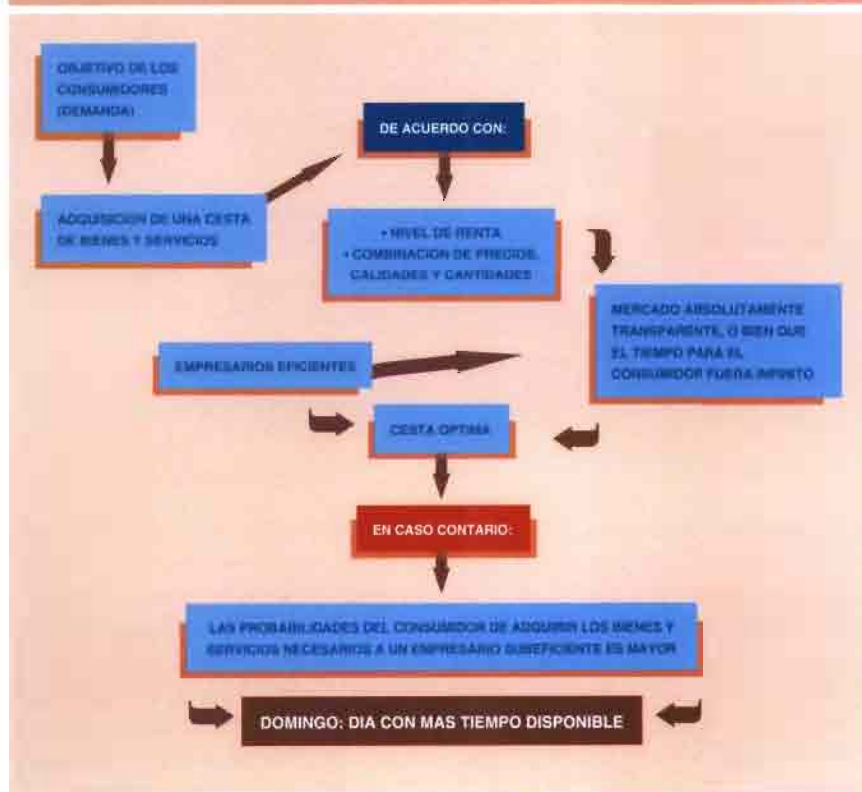 OBJETIVO DE LOS
CONSUMIDORES
(DEMANDA)
DE ACUERDO CON:
ADQUISICION DE UNA CESTA
DE BIENES Y SERVICIOS
• NIVEL DE RENTA
• COMBINACION DE PRECIOS,
CALIDADES Y CANTIDADES
MERCADO ABSOLUTAMENTE
TRANSPARENTE, O BIEN QUE
EL TIEMPO PARA EL
CONSUMIDOR FUERA INFINITO
EMPRESARIOS EFICIENTES
CESTA OPTIMA
EN CASO CONTARIO:
LAS PROBABILIDADES DEL CONSUMIDOR DE ADQUIRIR LOS BIENES Y
SERVICIOS NECESARIOS A UN EMPRESARIO SUBEFICIENTE ES MAYOR
DOMINGO: DIA CON MAS TIEMPO DISPONIBLE